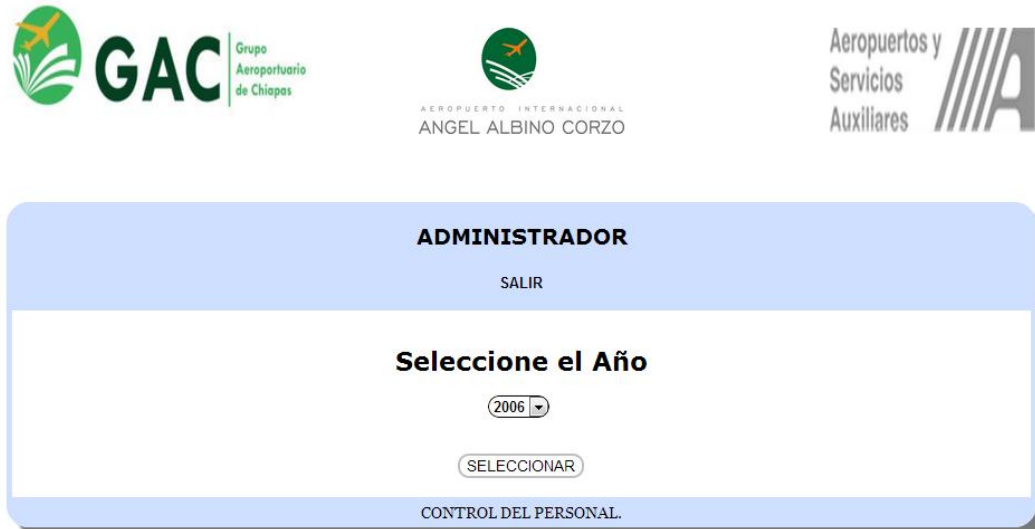 GAC
Grupo
Aeroportuario
de Chiapas
AEROPUERTO INTERNACIONAL
ANGEL ALBINO CORZO
Aeropuertos y
Servicios
Auxiliares
ADMINISTRADOR
SALIR
Seleccione el Año
2006
SELECCIONAR
CONTROL DEL PERSONAL.